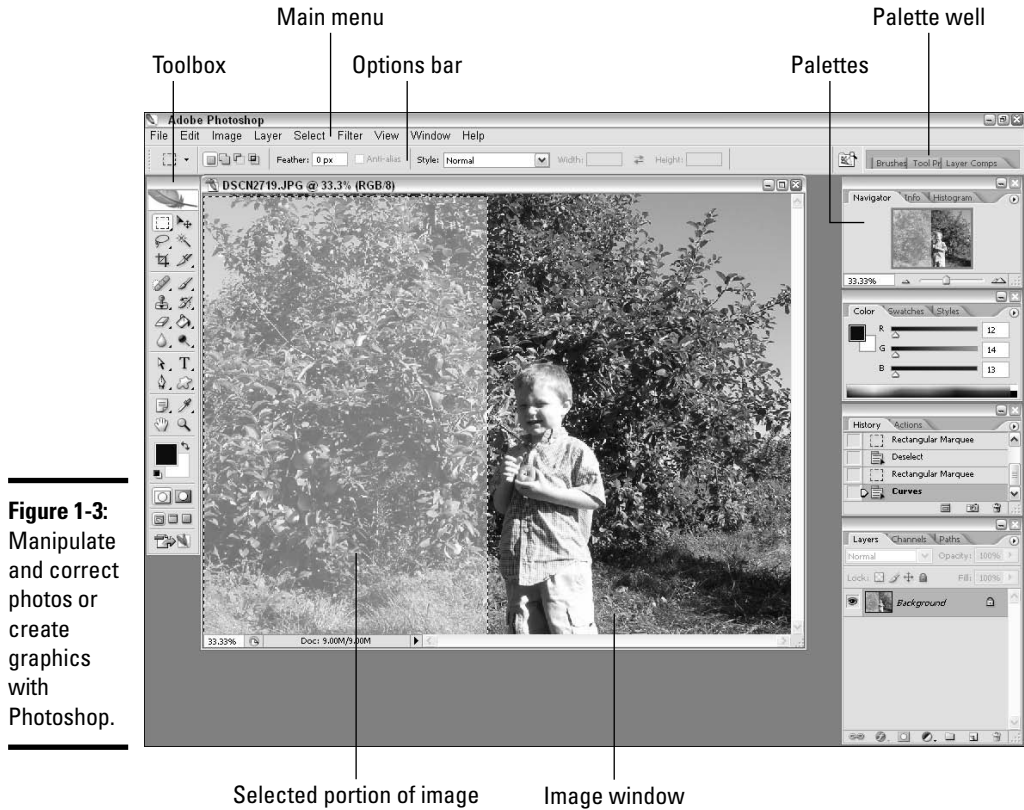 Main menu
Palette well
Toolbox
Options bar
Palettes
Adobe Photoshop
File Edit Image Layer Select Filter View Window Help
Feather: 0 px Anti-alias Style: Normal Width: Height:
Brushes Tool Pr Layer Comps
DSCN2719.JPG @ 33.3% (RGB/8)
Navigator Info Histogram
33.33%
Color Swatches Styles
R 12
G 14
B 13
History Actions
Rectangular Marquee
Deselect
Rectangular Marquee
Curves
Layers Channels Paths
Normal Opacity: 100%
Lock: Fill: 100%
Background
33.33% Doc: 9.00M/9.00M
Figure 1-3:
Manipulate
and correct
photos or
create
graphics
with
Photoshop.
Selected portion of image
Image window